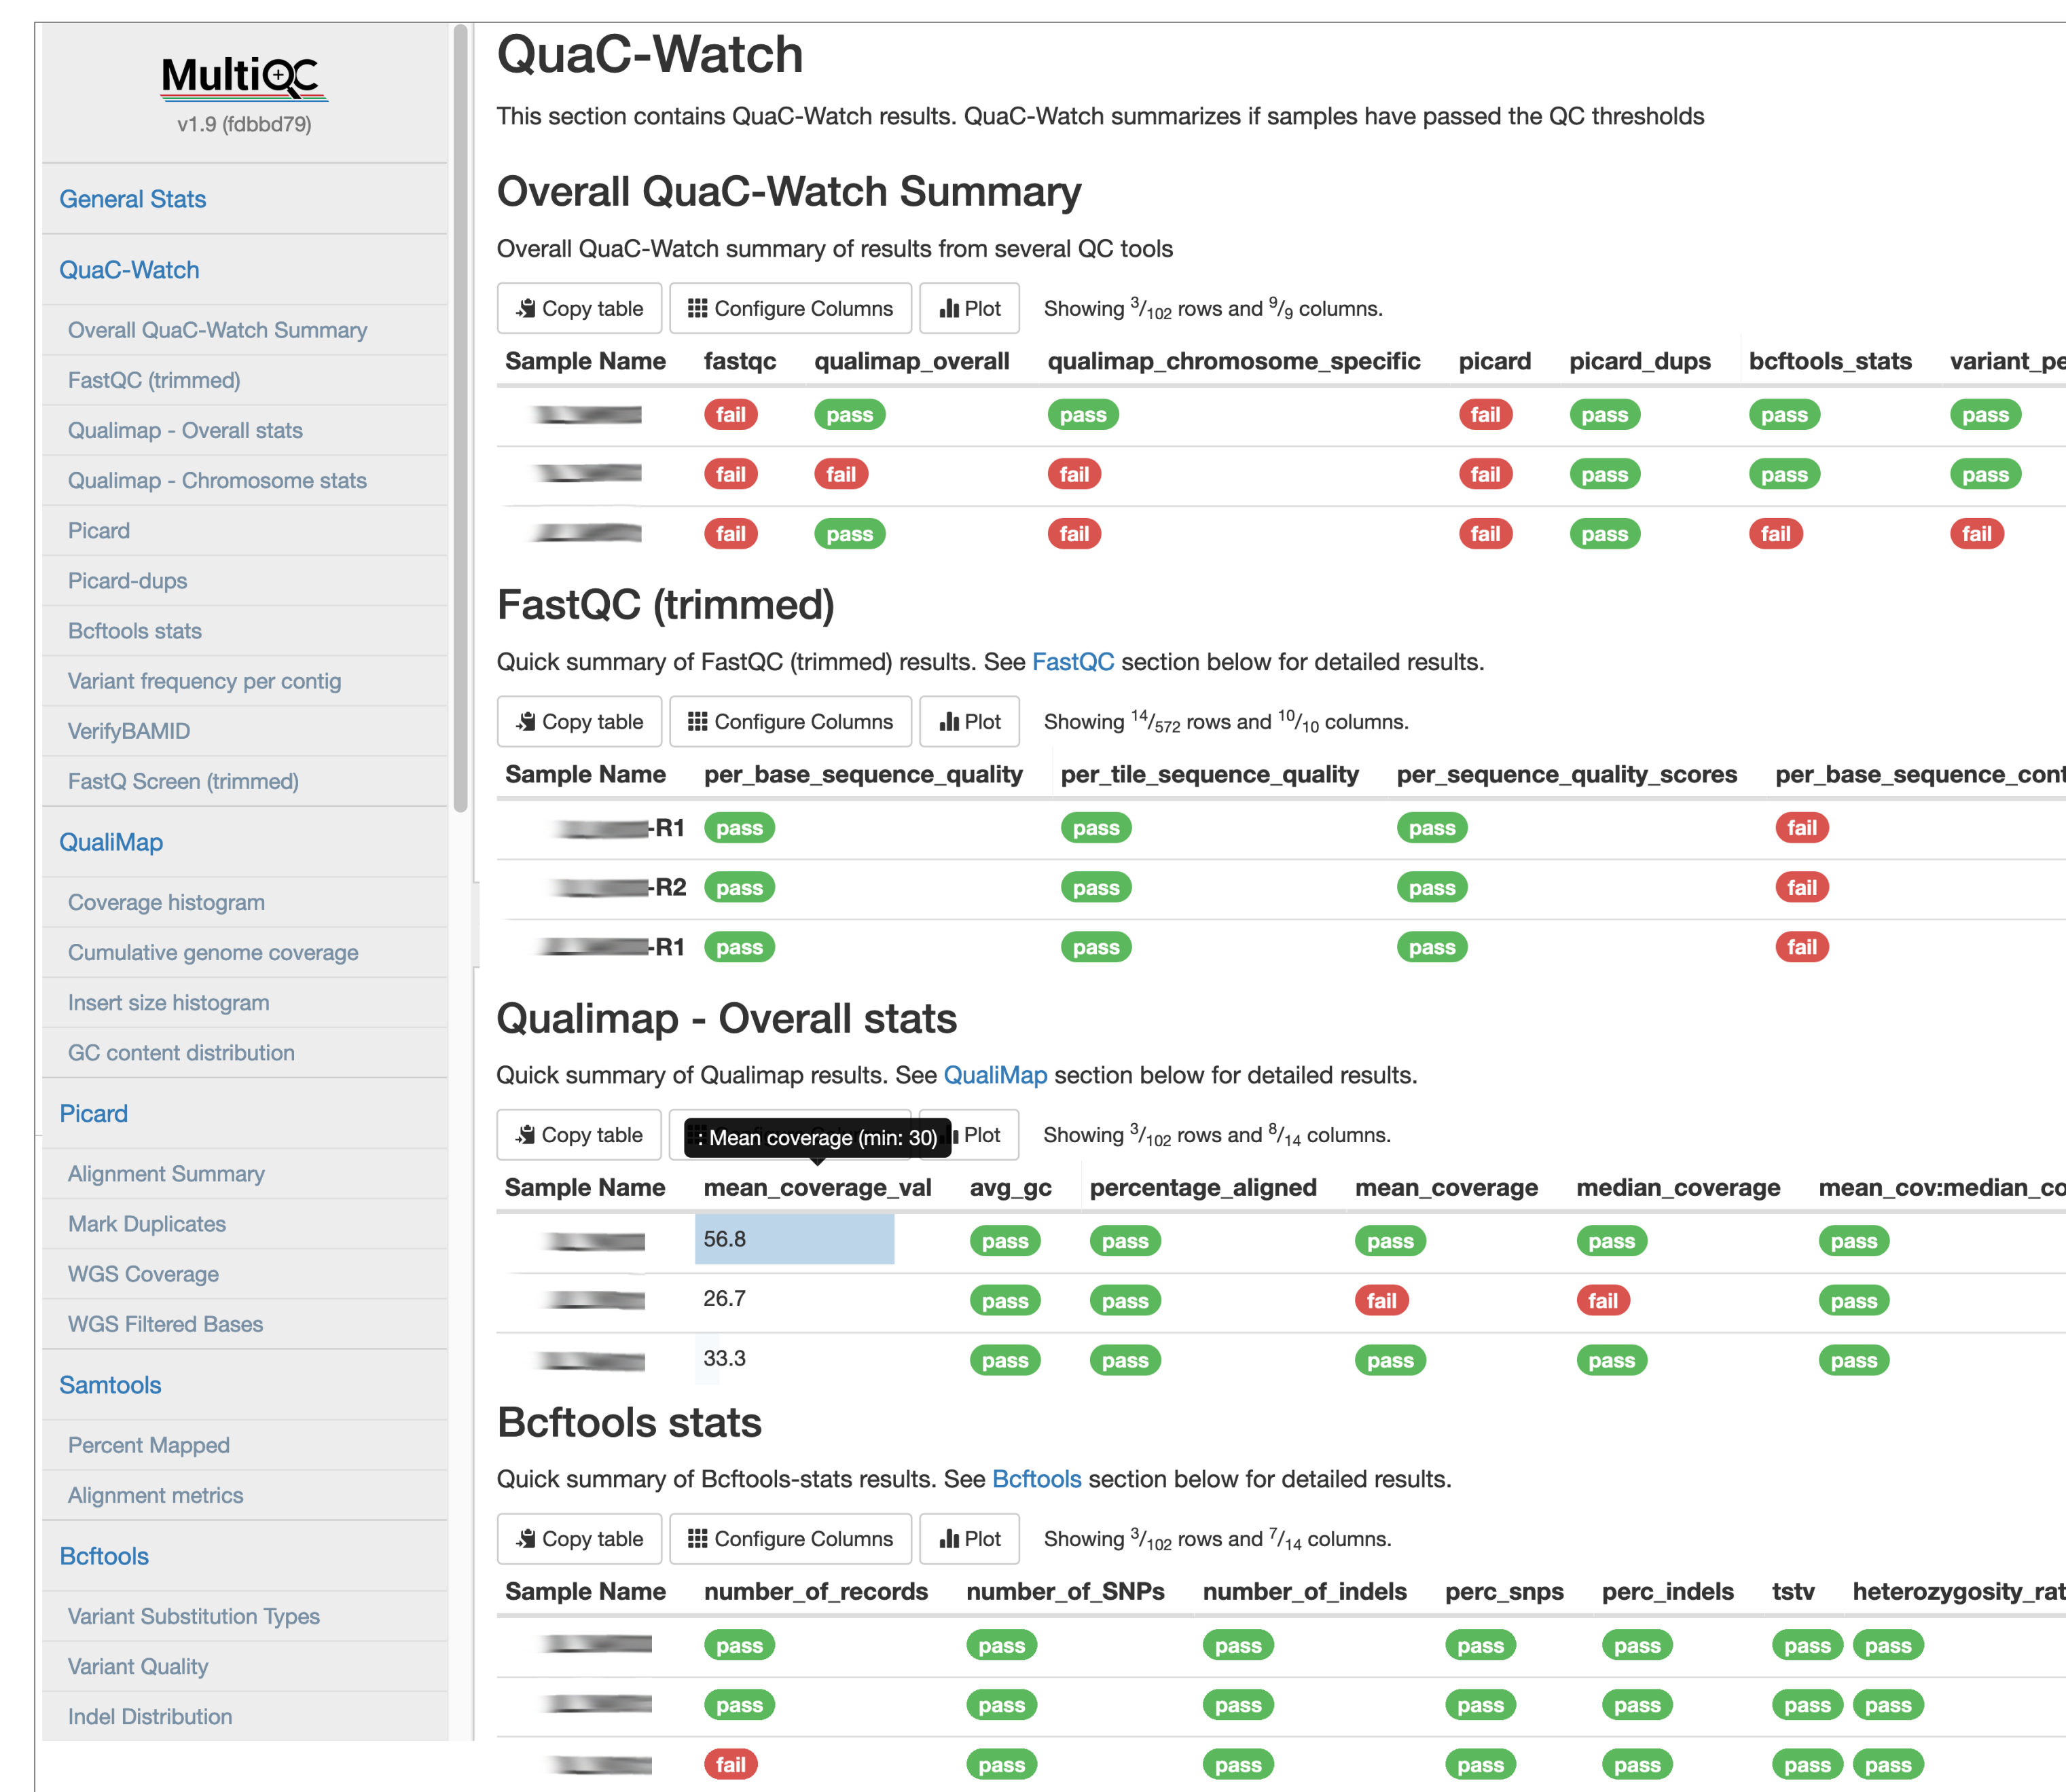 MultiQC
v1.9 (fdbbd79)
General Stats
QuaC-Watch
Overall QuaC-Watch Summary
FastQC (trimmed)
Qualimap - Overall stats
Qualimap - Chromosome stats
Picard
Picard-dups
Bcftools stats
Variant frequency per contig
VerifyBAMID
FastQ Screen (trimmed)
QualiMap
Coverage histogram
Cumulative genome coverage
Insert size histogram
GC content distribution
Picard
Alignment Summary
Mark Duplicates
WGS Coverage
WGS Filtered Bases
Samtools
Percent Mapped
Alignment metrics
Bcftools
Variant Substitution Types
Variant Quality
Indel Distribution
QuaC-Watch
This section contains QuaC-Watch results. QuaC-Watch summarizes if samples have passed the QC thresholds
Overall QuaC-Watch Summary
Overall QuaC-Watch summary of results from several QC tools
Copy table Configure Columns Plot Showing 3/102 rows and 9/9 columns.
Sample Name fastqc qualimap_overall qualimap_chromosome_specific picard picard_dups bcftools_stats variant_pe
fail pass pass fail pass pass pass
fail fail fail fail pass pass pass
fail pass fail fail pass fail fail
FastQC (trimmed)
Quick summary of FastQC (trimmed) results. See FastQC section below for detailed results.
Copy table Configure Columns Plot Showing 14/572 rows and 10/10 columns.
Sample Name per_base_sequence_quality per_tile_sequence_quality per_sequence_quality_scores per_base_sequence_cont
-R1 pass pass pass fail
-R2 pass pass pass fail
-R1 pass pass pass fail
Qualimap - Overall stats
Quick summary of Qualimap results. See QualiMap section below for detailed results.
Copy table : Mean coverage (min: 30) Plot Showing 3/102 rows and 8/14 columns.
Sample Name mean_coverage_val avg_gc percentage_aligned mean_coverage median_coverage mean_cov:median_co
56.8 pass pass pass pass pass
26.7 pass pass fail fail pass
33.3 pass pass pass pass pass
Bcftools stats
Quick summary of Bcftools-stats results. See Bcftools section below for detailed results.
Copy table Configure Columns Plot Showing 3/102 rows and 7/14 columns.
Sample Name number_of_records number_of_SNPs number_of_indels perc_snps perc_indels tstv heterozygosity_rat
pass pass pass pass pass pass pass
pass pass pass pass pass pass pass
fail pass pass pass pass pass pass